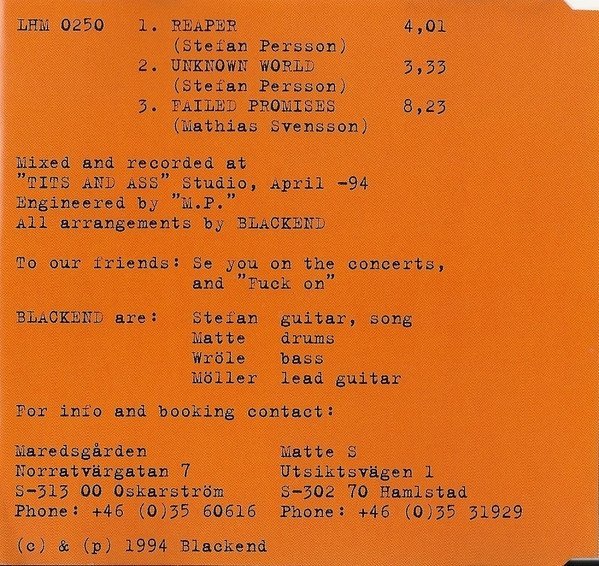 LHM 0250 1. REAPER 4,01
(Stefan Persson)
2. UNKNOWN WORLD 3,33
(Stefan Persson)
3. FAILED PROMISES 8,23
(Mathias Svensson)
Mixed and recorded at
"TITS AND ASS" Studio, April -94
Engineered by "M.P."
All arrangements by BLACKEND
To our friends: Se you on the concerts,
and "Fuck on"
BLACKEND are: Stefan guitar, song
Matte drums
Wröle bass
Möller lead guitar
For info and booking contact:
Maredsgården Matte S
Norratvärgatan 7 Utsiktsvägen 1
S-313 00 Oskarström S-302 70 Hamlstad
Phone: +46 (0)35 60616 Phone: +46 (0)35 31929
(c) & (p) 1994 Blackend